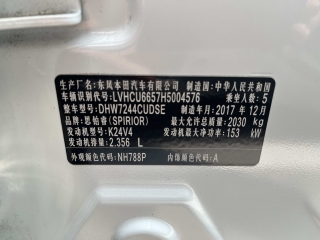 生产厂名：东风本田汽车有限公司 制造国：中华人民共和国
车辆识别代号：LVHCU6657H5004576 乘坐人数：5
整车型号：DHW7244CUDSE 制造年月：2017 年 12 月
品牌：思铂睿(SPIRIOR) 最大允许总质量：2030 kg
发动机型号：K24V4 发动机最大净功率：153 kW
发动机排量：2.356 L
外观颜色代码：NH788P 内饰颜色代码：A